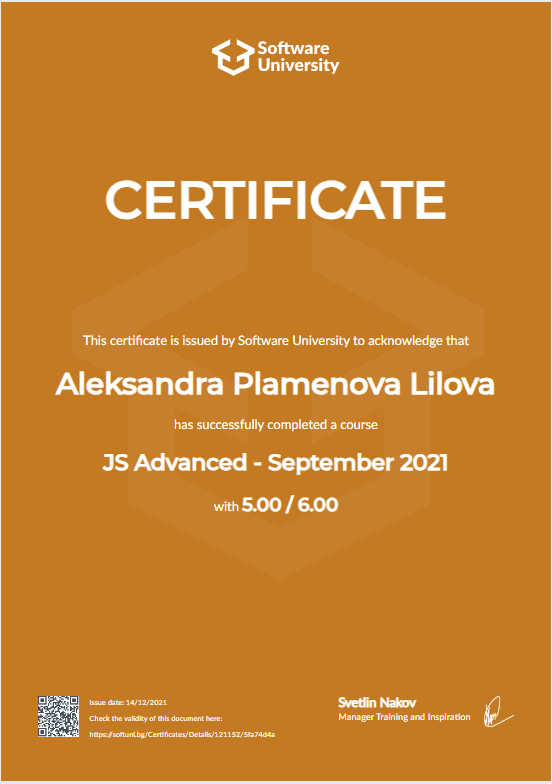 Software
University
CERTIFICATE
This certificate is issued by Software University to acknowledge that
Aleksandra Plamenova Lilova
has successfully completed a course
JS Advanced - September 2021
with 5.00 / 6.00
Issue date: 14/12/2021
Check the validity of this document here:
https://softuni.bg/Certificates/Details/121152/5fa74d4a
Svetlin Nakov
Manager Training and Inspiration